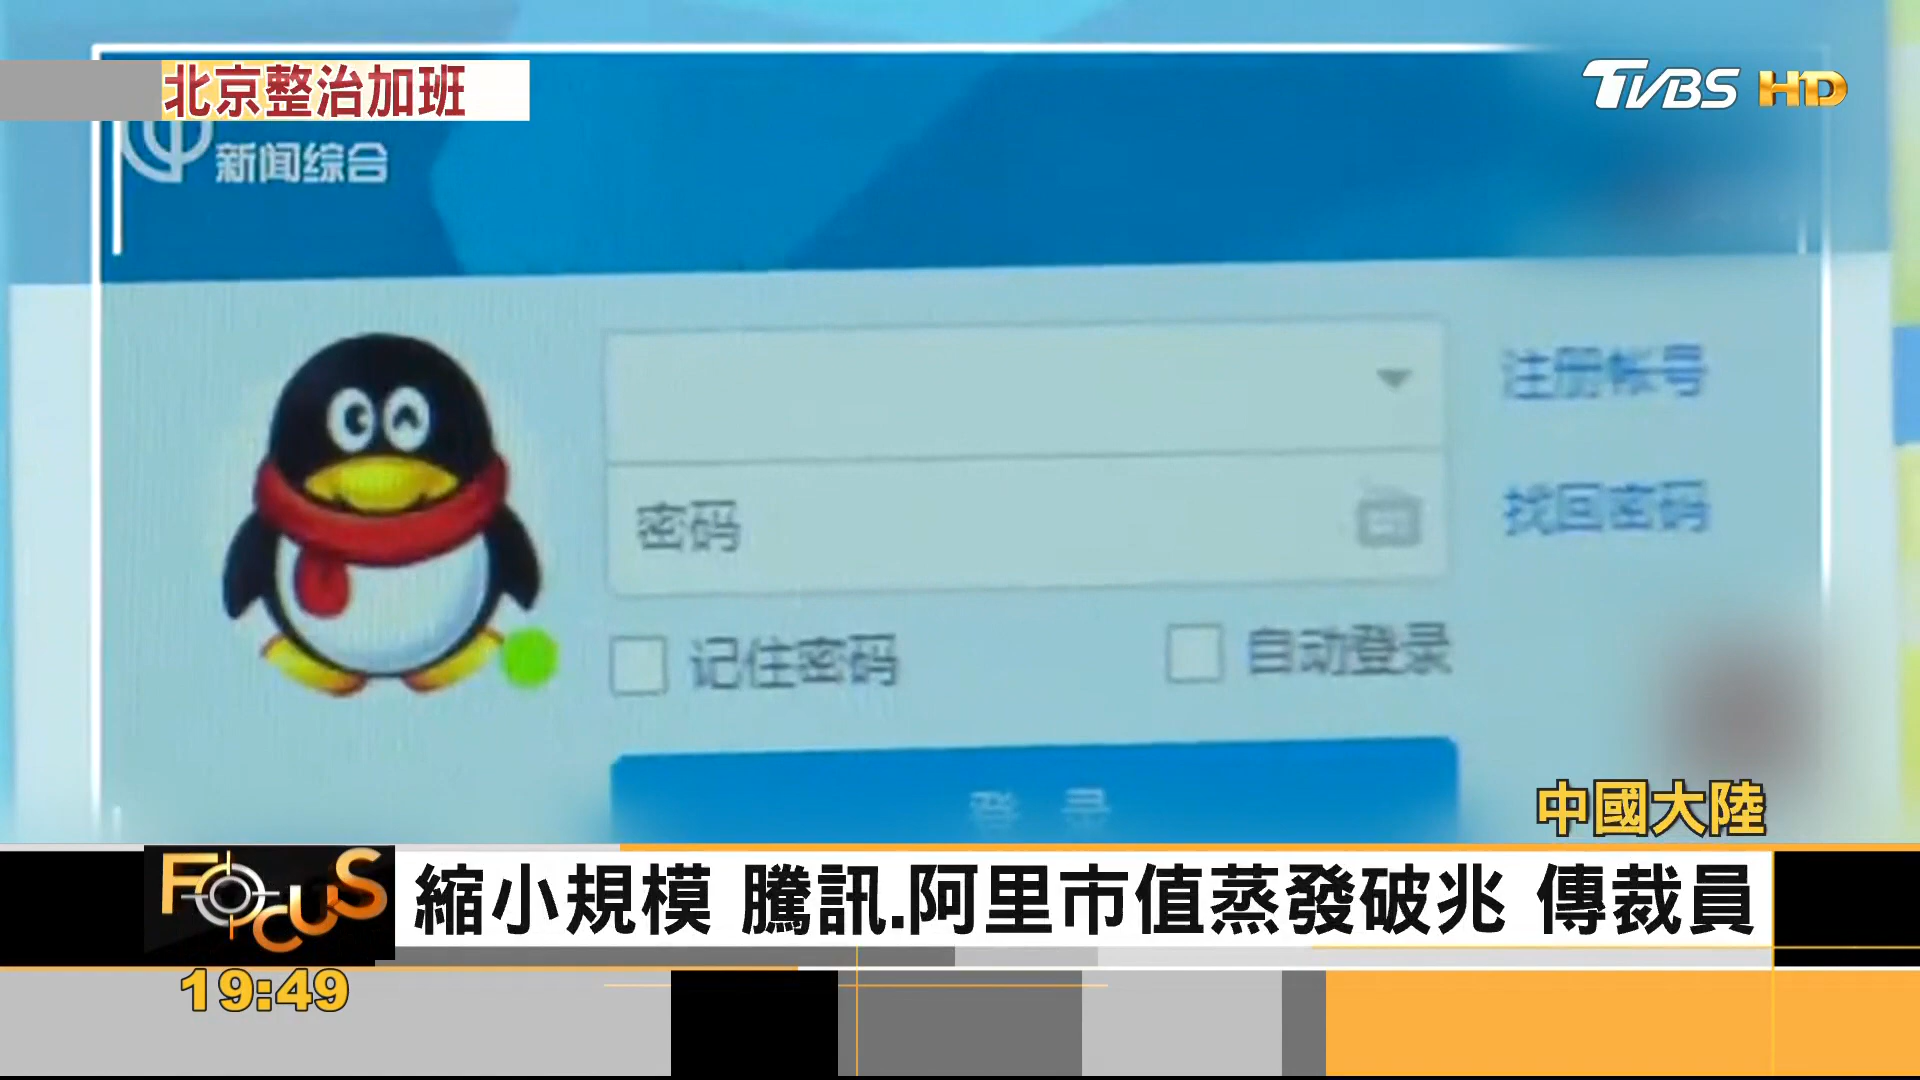 北京整治加班
TVBS HD
新闻综合
注册帐号
密码
找回密码
记住密码
自动登录
登 录
中國大陸
FOCUS
縮小規模 騰訊.阿里市值蒸發破兆 傳裁員
19:49